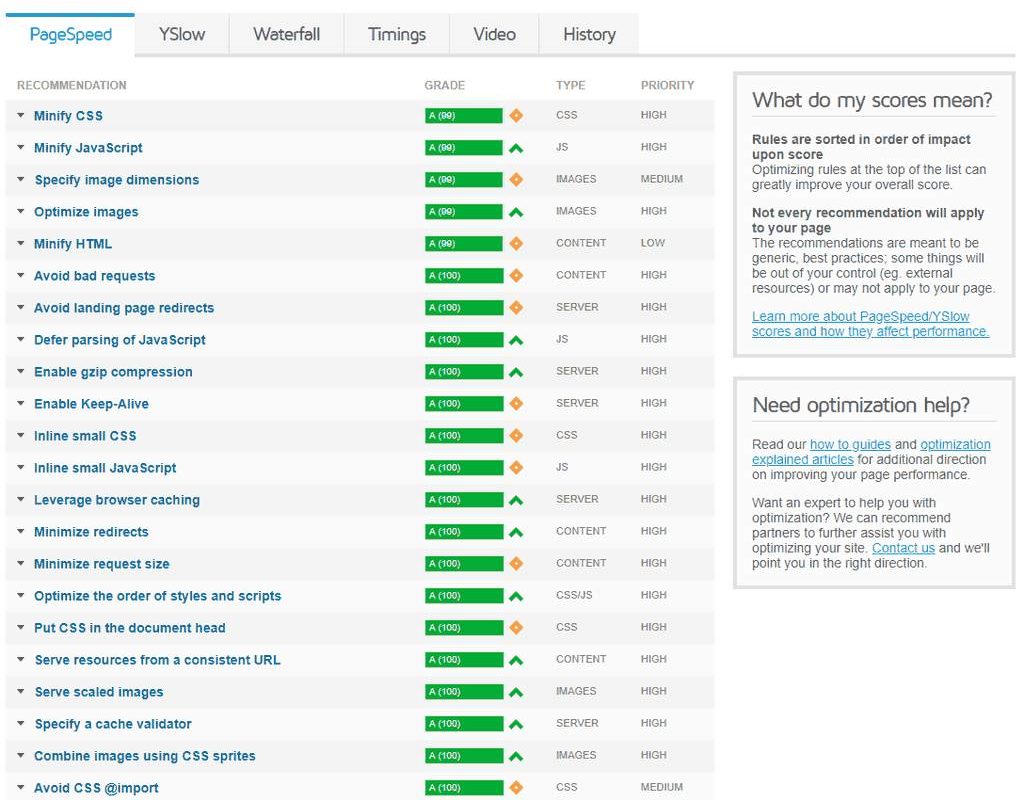 PageSpeed YSlow Waterfall Timings Video History
RECOMMENDATION GRADE TYPE PRIORITY
Minify CSS A (99) CSS HIGH
Minify JavaScript A (99) JS HIGH
Specify image dimensions A (99) IMAGES MEDIUM
Optimize images A (99) IMAGES HIGH
Minify HTML A (99) CONTENT LOW
Avoid bad requests A (100) CONTENT HIGH
Avoid landing page redirects A (100) SERVER HIGH
Defer parsing of JavaScript A (100) JS HIGH
Enable gzip compression A (100) SERVER HIGH
Enable Keep-Alive A (100) SERVER HIGH
Inline small CSS A (100) CSS HIGH
Inline small JavaScript A (100) JS HIGH
Leverage browser caching A (100) SERVER HIGH
Minimize redirects A (100) CONTENT HIGH
Minimize request size A (100) CONTENT HIGH
Optimize the order of styles and scripts A (100) CSS/JS HIGH
Put CSS in the document head A (100) CSS HIGH
Serve resources from a consistent URL A (100) CONTENT HIGH
Serve scaled images A (100) IMAGES HIGH
Specify a cache validator A (100) SERVER HIGH
Combine images using CSS sprites A (100) IMAGES HIGH
Avoid CSS @import A (100) CSS MEDIUM
What do my scores mean?
Rules are sorted in order of impact
upon score
Optimizing rules at the top of the list can
greatly improve your overall score.
Not every recommendation will apply
to your page
The recommendations are meant to be
generic, best practices; some things will
be out of your control (eg. external
resources) or may not apply to your page.
Learn more about PageSpeed/YSlow
scores and how they affect performance.
Need optimization help?
Read our how to guides and optimization
explained articles for additional direction
on improving your page performance.
Want an expert to help you with
optimization? We can recommend
partners to further assist you with
optimizing your site. Contact us and we'll
point you in the right direction.